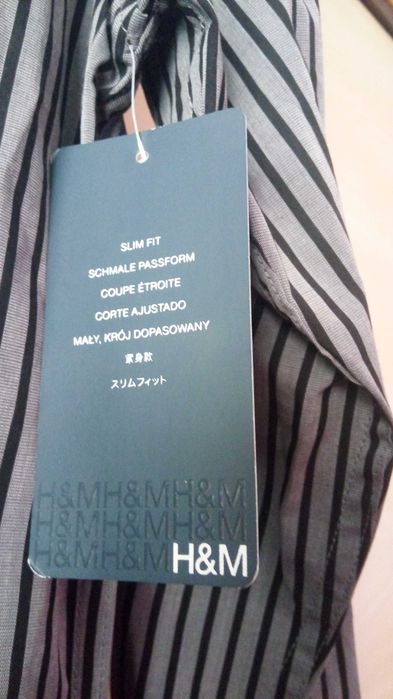 SLIM FIT
SCHMALE PASSFORM
COUPE ÉTROITE
CORTE AJUSTADO
MAŁY, KRÓJ DOPASOWANY
緊身款
スリムフィット
H&MH&MH&M
H&MH&MH&M
H&MH&MH&M